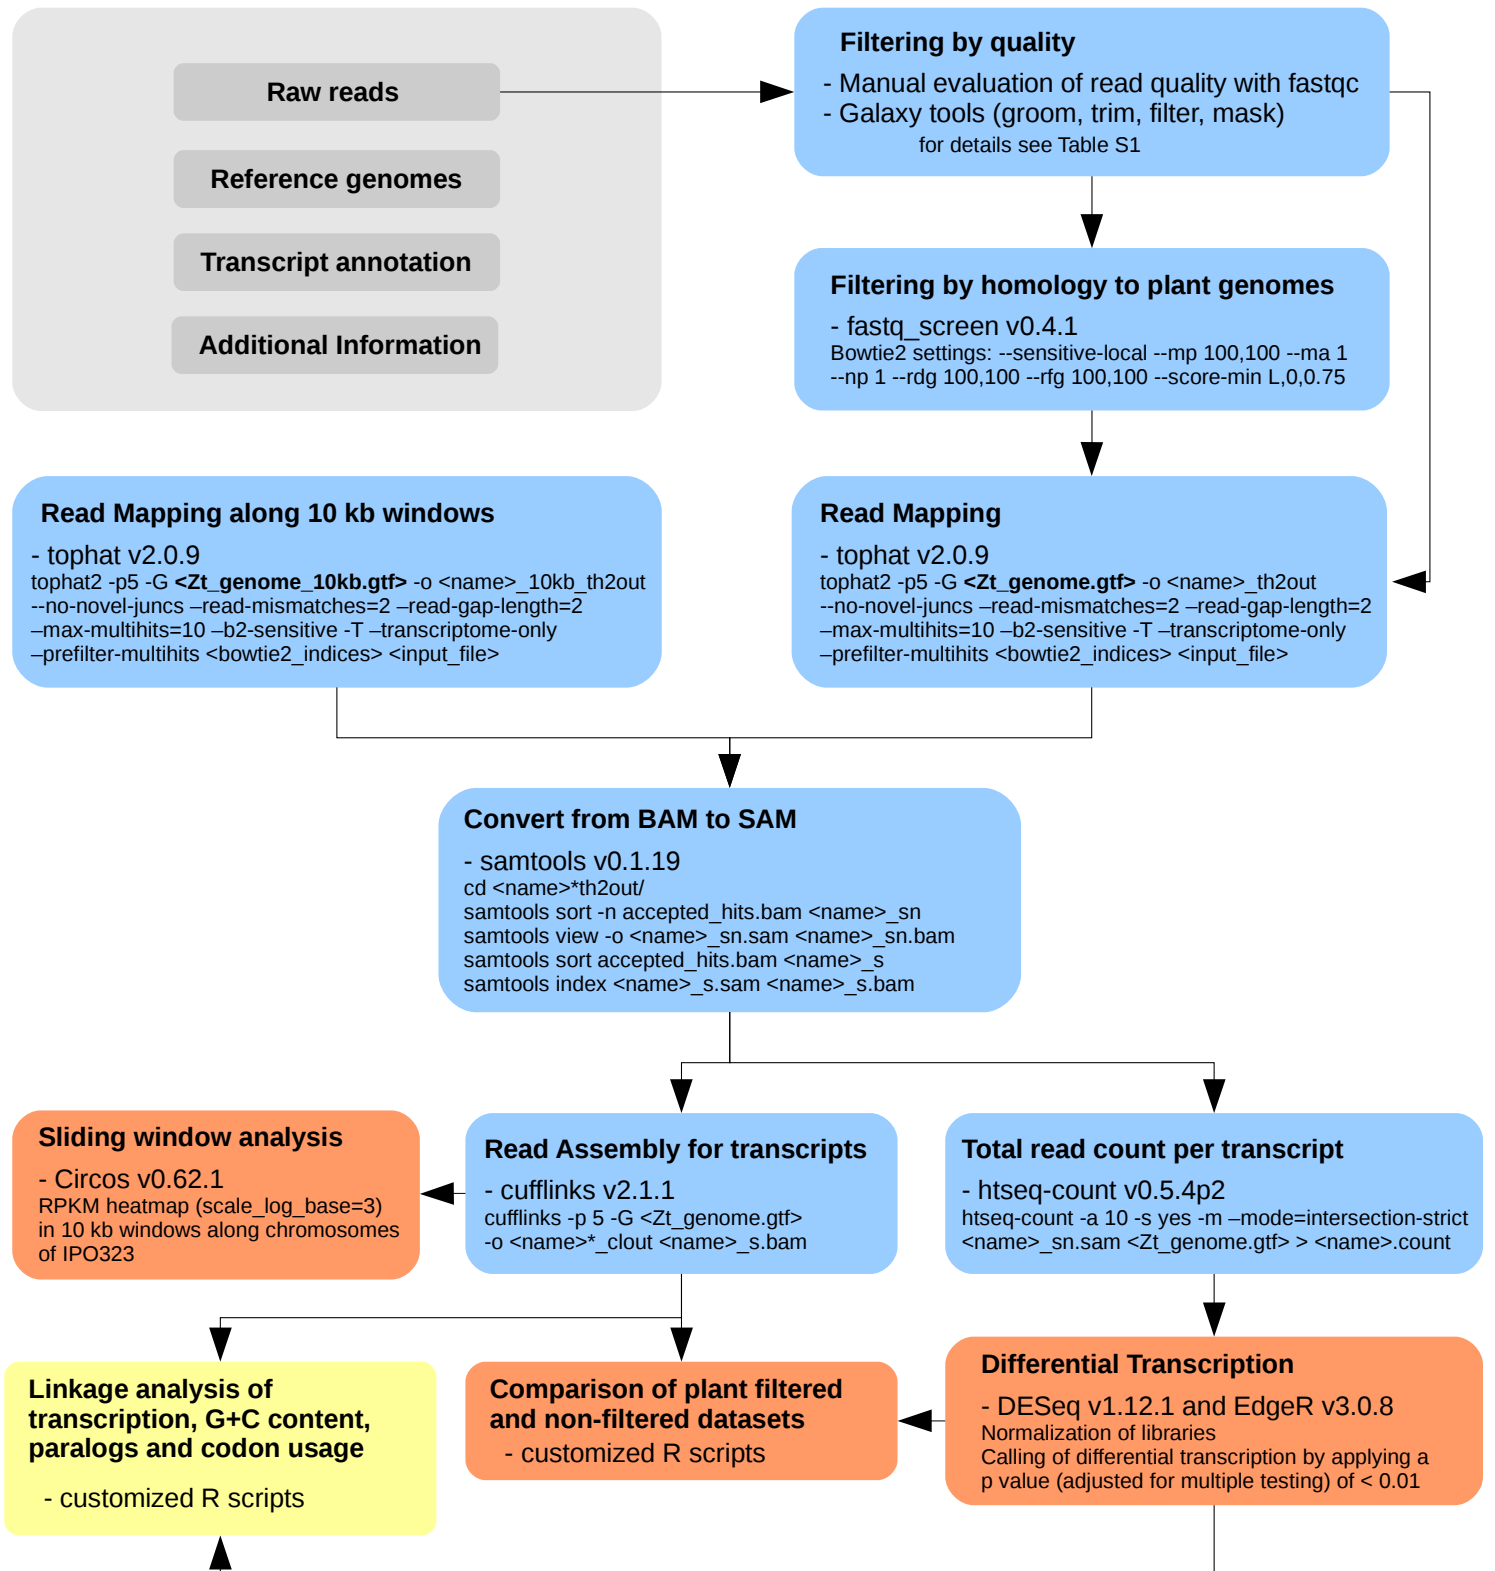 Raw reads
Reference genomes
Transcript annotation
Additional Information
Filtering by quality
- Manual evaluation of read quality with fastqc
- Galaxy tools (groom, trim, filter, mask)
for details see Table S1
Filtering by homology to plant genomes
- fastq_screen v0.4.1
Bowtie2 settings: --sensitive-local --mp 100,100 --ma 1
--np 1 --rdg 100,100 --rfg 100,100 --score-min L,0,0.75
Read Mapping along 10 kb windows
- tophat v2.0.9
tophat2 -p5 -G <Zt_genome_10kb.gtf> -o <name>_10kb_th2out
--no-novel-juncs –read-mismatches=2 –read-gap-length=2
–max-multihits=10 –b2-sensitive -T –transcriptome-only
–prefilter-multihits <bowtie2_indices> <input_file>
Read Mapping
- tophat v2.0.9
tophat2 -p5 -G <Zt_genome.gtf> -o <name>_th2out
--no-novel-juncs –read-mismatches=2 –read-gap-length=2
–max-multihits=10 –b2-sensitive -T –transcriptome-only
–prefilter-multihits <bowtie2_indices> <input_file>
Convert from BAM to SAM
- samtools v0.1.19
cd <name>*th2out/
samtools sort -n accepted_hits.bam <name>_sn
samtools view -o <name>_sn.sam <name>_sn.bam
samtools sort accepted_hits.bam <name>_s
samtools index <name>_s.sam <name>_s.bam
Sliding window analysis
- Circos v0.62.1
RPKM heatmap (scale_log_base=3)
in 10 kb windows along chromosomes
of IPO323
Read Assembly for transcripts
- cufflinks v2.1.1
cufflinks -p 5 -G <Zt_genome.gtf>
-o <name>*_clout <name>_s.bam
Total read count per transcript
- htseq-count v0.5.4p2
htseq-count -a 10 -s yes -m –mode=intersection-strict
<name>_sn.sam <Zt_genome.gtf> > <name>.count
Linkage analysis of
transcription, G+C content,
paralogs and codon usage
- customized R scripts
Comparison of plant filtered
and non-filtered datasets
- customized R scripts
Differential Transcription
- DESeq v1.12.1 and EdgeR v3.0.8
Normalization of libraries
Calling of differential transcription by applying a
p value (adjusted for multiple testing) of < 0.01